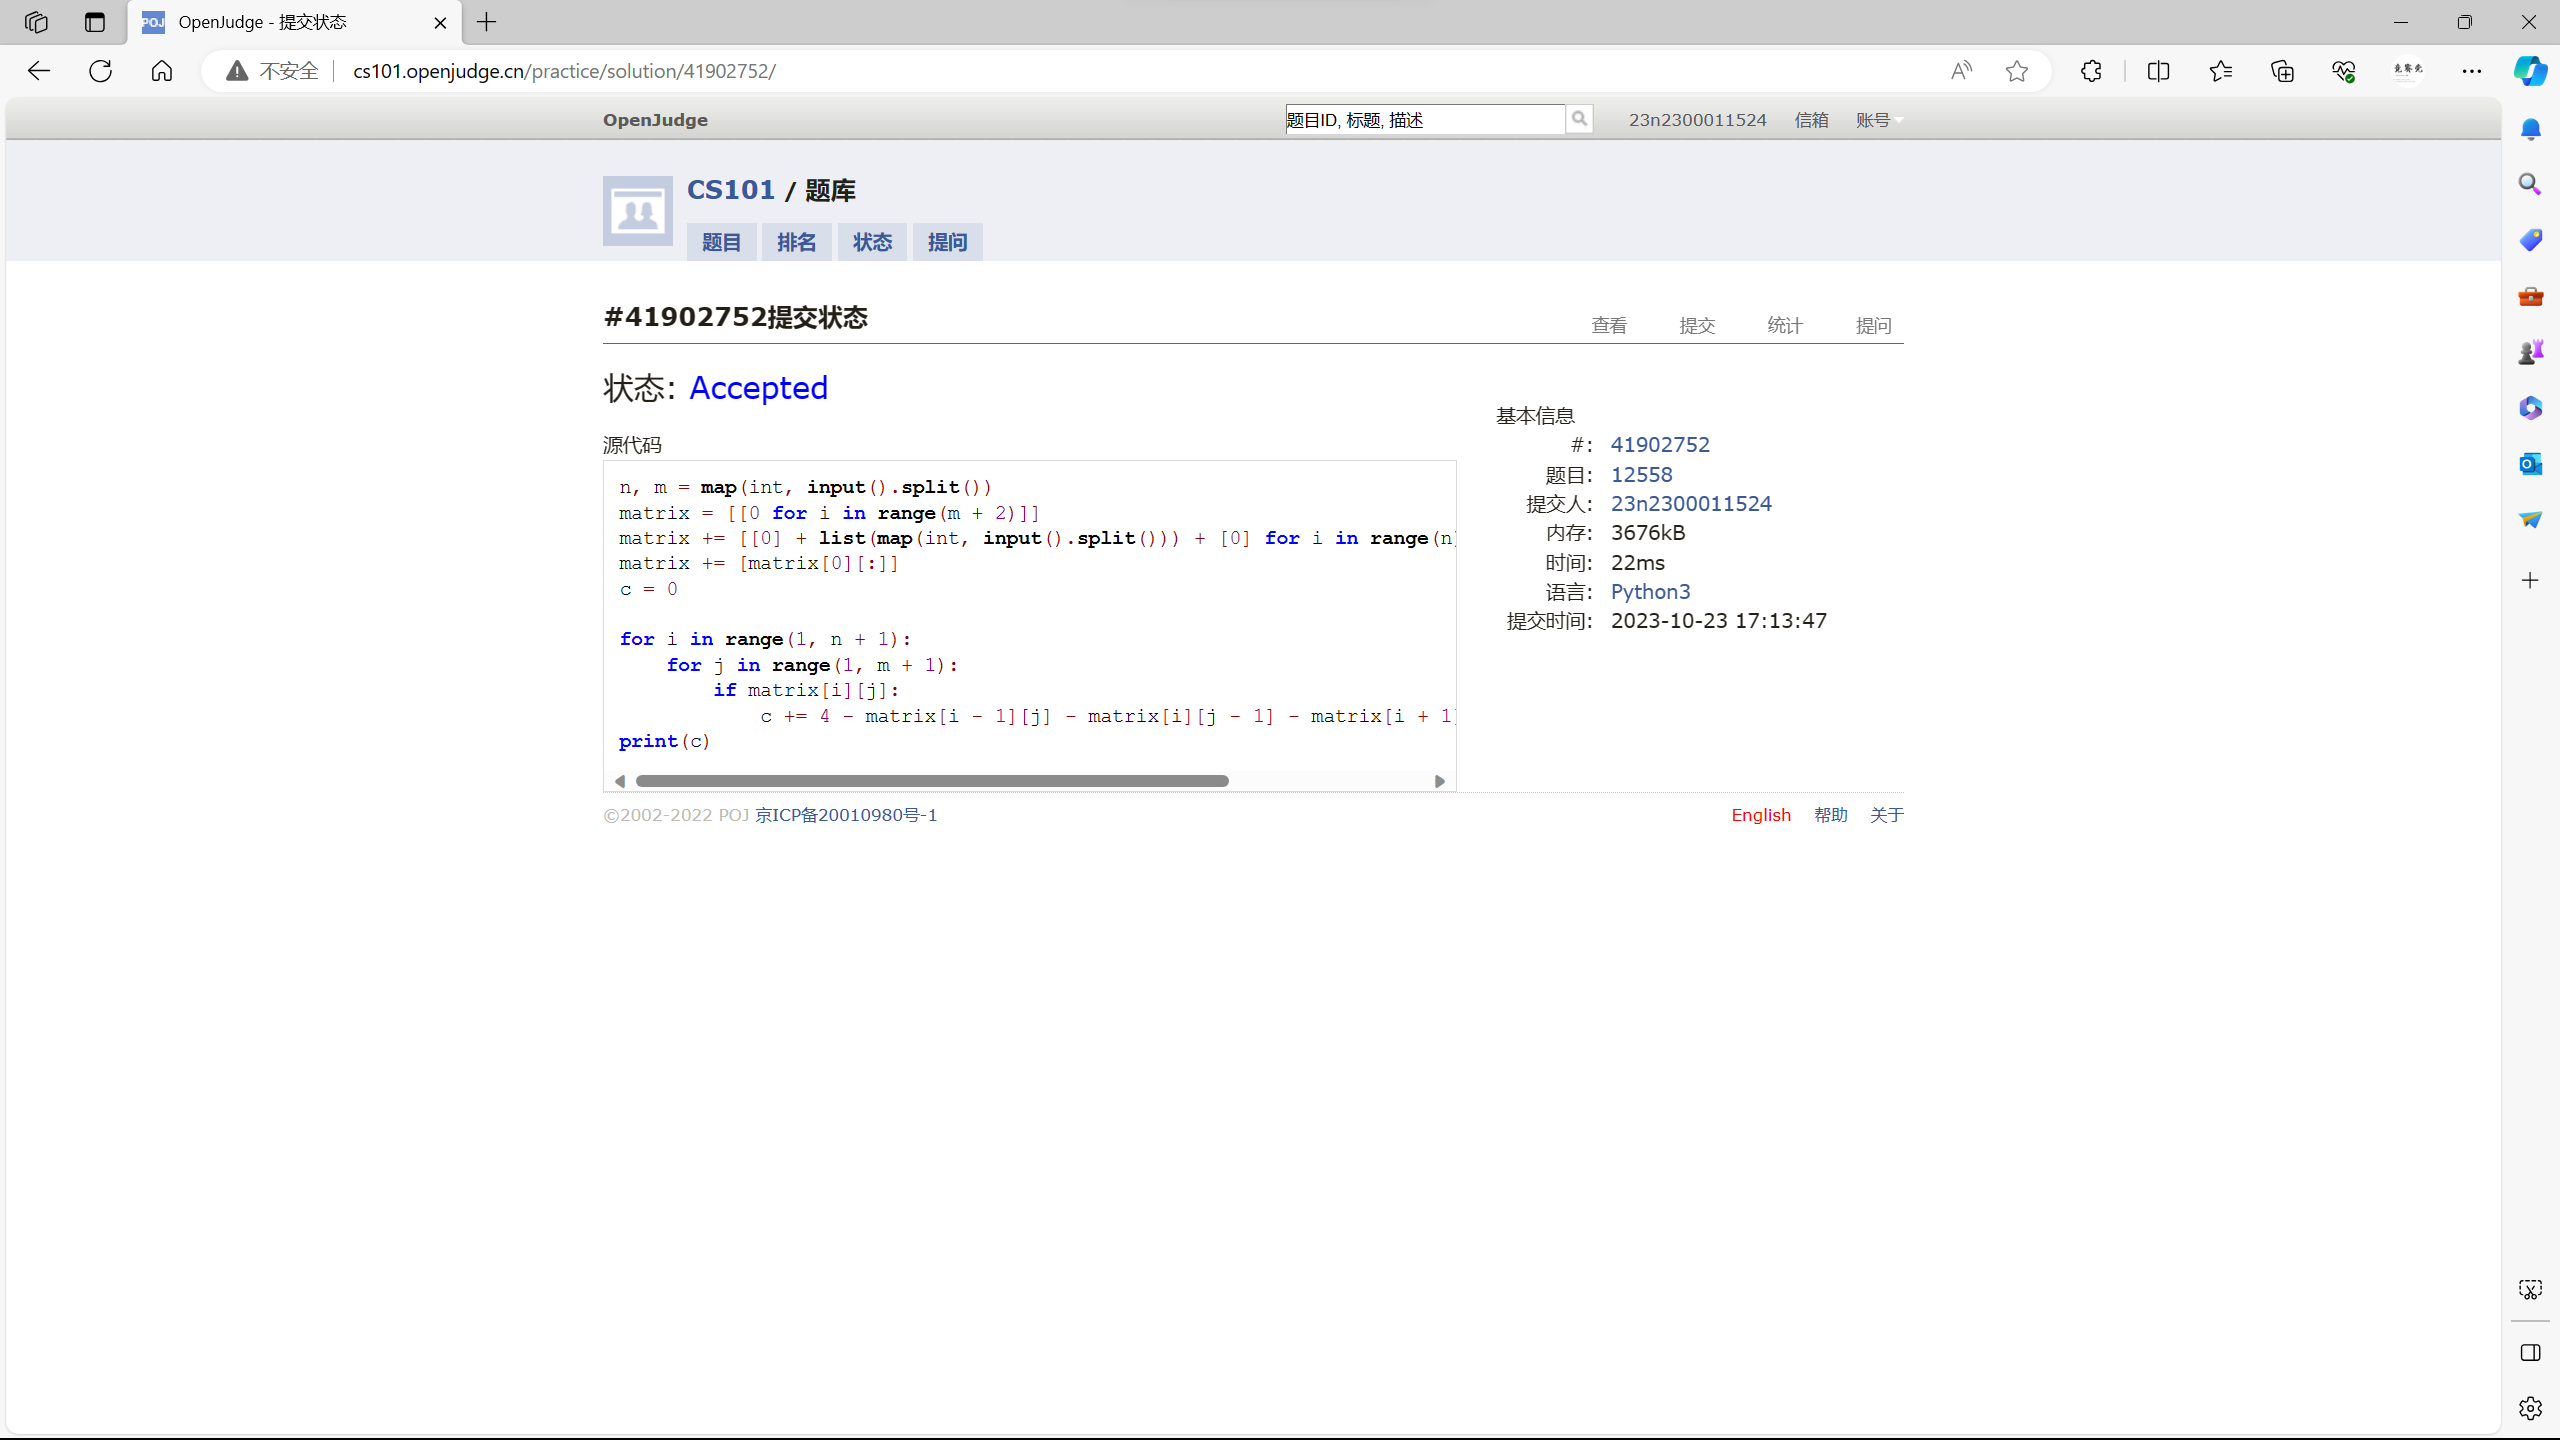 OpenJudge - 提交状态
不安全 cs101.openjudge.cn/practice/solution/41902752/
OpenJudge 题目ID, 标题, 描述 23n2300011524 信箱 账号
CS101 / 题库
题目 排名 状态 提问
#41902752提交状态 查看 提交 统计 提问
状态: Accepted
源代码
n, m = map(int, input().split())
matrix = [[0 for i in range(m + 2)]]
matrix += [[0] + list(map(int, input().split())) + [0] for i in range(n)
matrix += [matrix[0][:]]
c = 0
for i in range(1, n + 1):
    for j in range(1, m + 1):
        if matrix[i][j]:
            c += 4 - matrix[i - 1][j] - matrix[i][j - 1] - matrix[i + 1]
print(c)
基本信息
#: 41902752
题目: 12558
提交人: 23n2300011524
内存: 3676kB
时间: 22ms
语言: Python3
提交时间: 2023-10-23 17:13:47
©2002-2022 POJ 京ICP备20010980号-1 English 帮助 关于